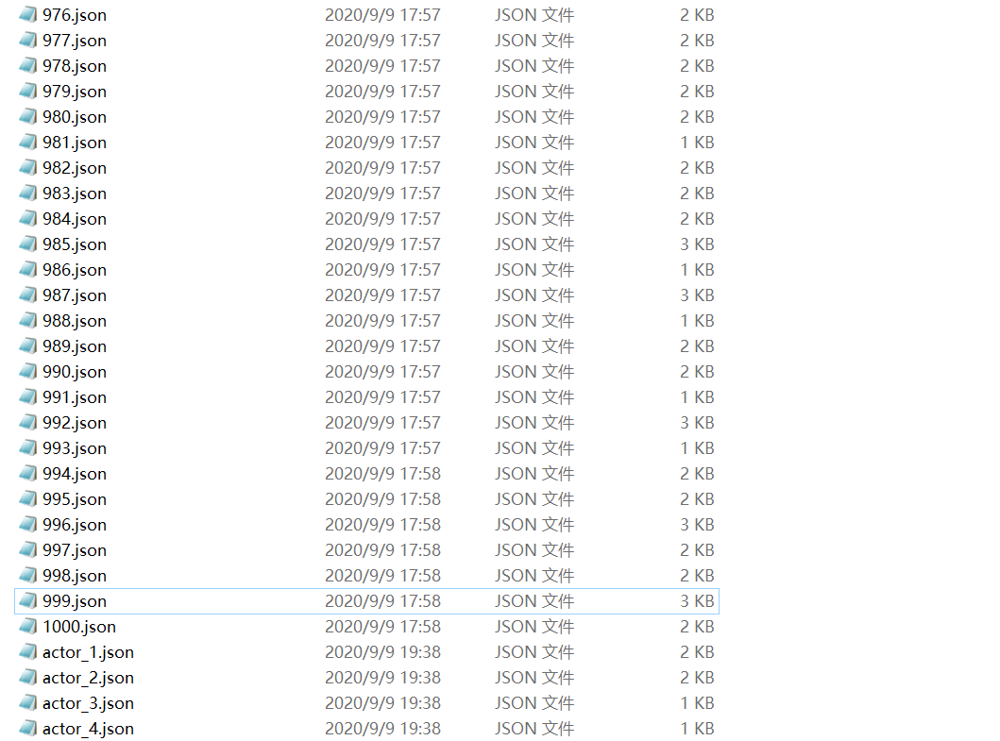 976.json 2020/9/9 17:57 JSON 文件 2 KB
977.json 2020/9/9 17:57 JSON 文件 2 KB
978.json 2020/9/9 17:57 JSON 文件 2 KB
979.json 2020/9/9 17:57 JSON 文件 2 KB
980.json 2020/9/9 17:57 JSON 文件 2 KB
981.json 2020/9/9 17:57 JSON 文件 1 KB
982.json 2020/9/9 17:57 JSON 文件 2 KB
983.json 2020/9/9 17:57 JSON 文件 2 KB
984.json 2020/9/9 17:57 JSON 文件 2 KB
985.json 2020/9/9 17:57 JSON 文件 3 KB
986.json 2020/9/9 17:57 JSON 文件 1 KB
987.json 2020/9/9 17:57 JSON 文件 3 KB
988.json 2020/9/9 17:57 JSON 文件 1 KB
989.json 2020/9/9 17:57 JSON 文件 2 KB
990.json 2020/9/9 17:57 JSON 文件 2 KB
991.json 2020/9/9 17:57 JSON 文件 1 KB
992.json 2020/9/9 17:57 JSON 文件 3 KB
993.json 2020/9/9 17:57 JSON 文件 1 KB
994.json 2020/9/9 17:58 JSON 文件 2 KB
995.json 2020/9/9 17:58 JSON 文件 2 KB
996.json 2020/9/9 17:58 JSON 文件 3 KB
997.json 2020/9/9 17:58 JSON 文件 2 KB
998.json 2020/9/9 17:58 JSON 文件 2 KB
999.json 2020/9/9 17:58 JSON 文件 3 KB
1000.json 2020/9/9 17:58 JSON 文件 2 KB
actor_1.json 2020/9/9 19:38 JSON 文件 2 KB
actor_2.json 2020/9/9 19:38 JSON 文件 2 KB
actor_3.json 2020/9/9 19:38 JSON 文件 1 KB
actor_4.json 2020/9/9 19:38 JSON 文件 1 KB